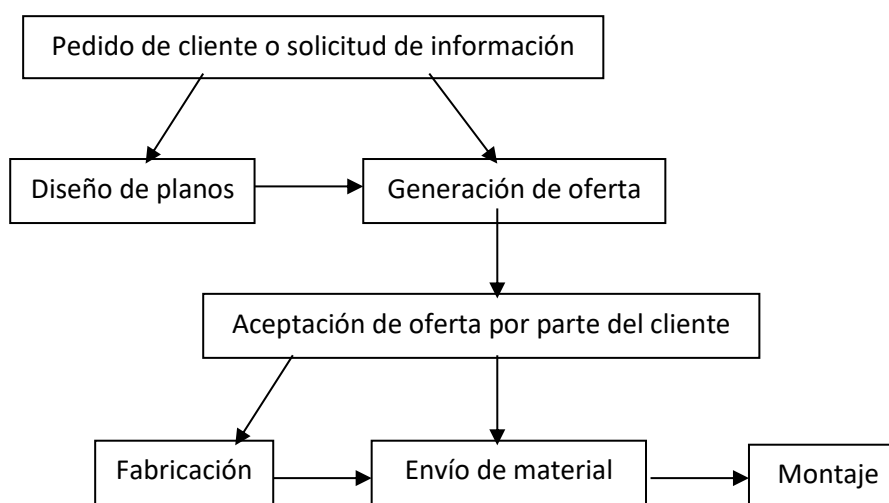 Pedido de cliente o solicitud de información
Diseño de planos
Generación de oferta
Aceptación de oferta por parte del cliente
Fabricación
Envío de material
Montaje